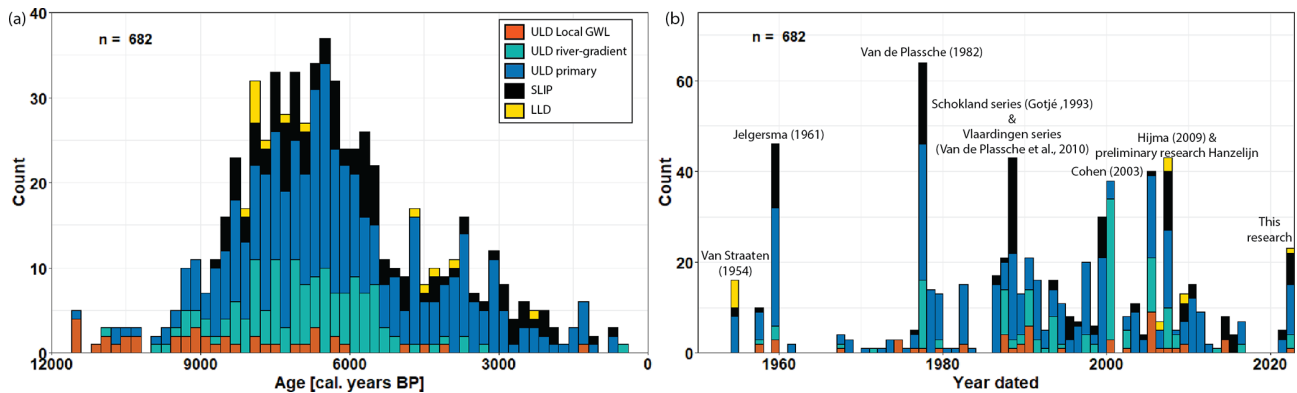 (a)
n = 682
ULD Local GWL
ULD river-gradient
ULD primary
SLIP
LLD
40
30
20
10
0
Count
12000
9000
6000
3000
0
Age [cal. years BP]
(b)
n = 682
Van de Plassche (1982)
Schokland series (Gotjé ,1993)
&
Vlaardingen series
(Van de Plassche et al., 2010)
Jelgersma (1961)
Hijma (2009) &
preliminary research Hanzelijn
Cohen (2003)
This
research
Van Straaten
(1954)
60
40
20
0
Count
1960
1980
2000
2020
Year dated